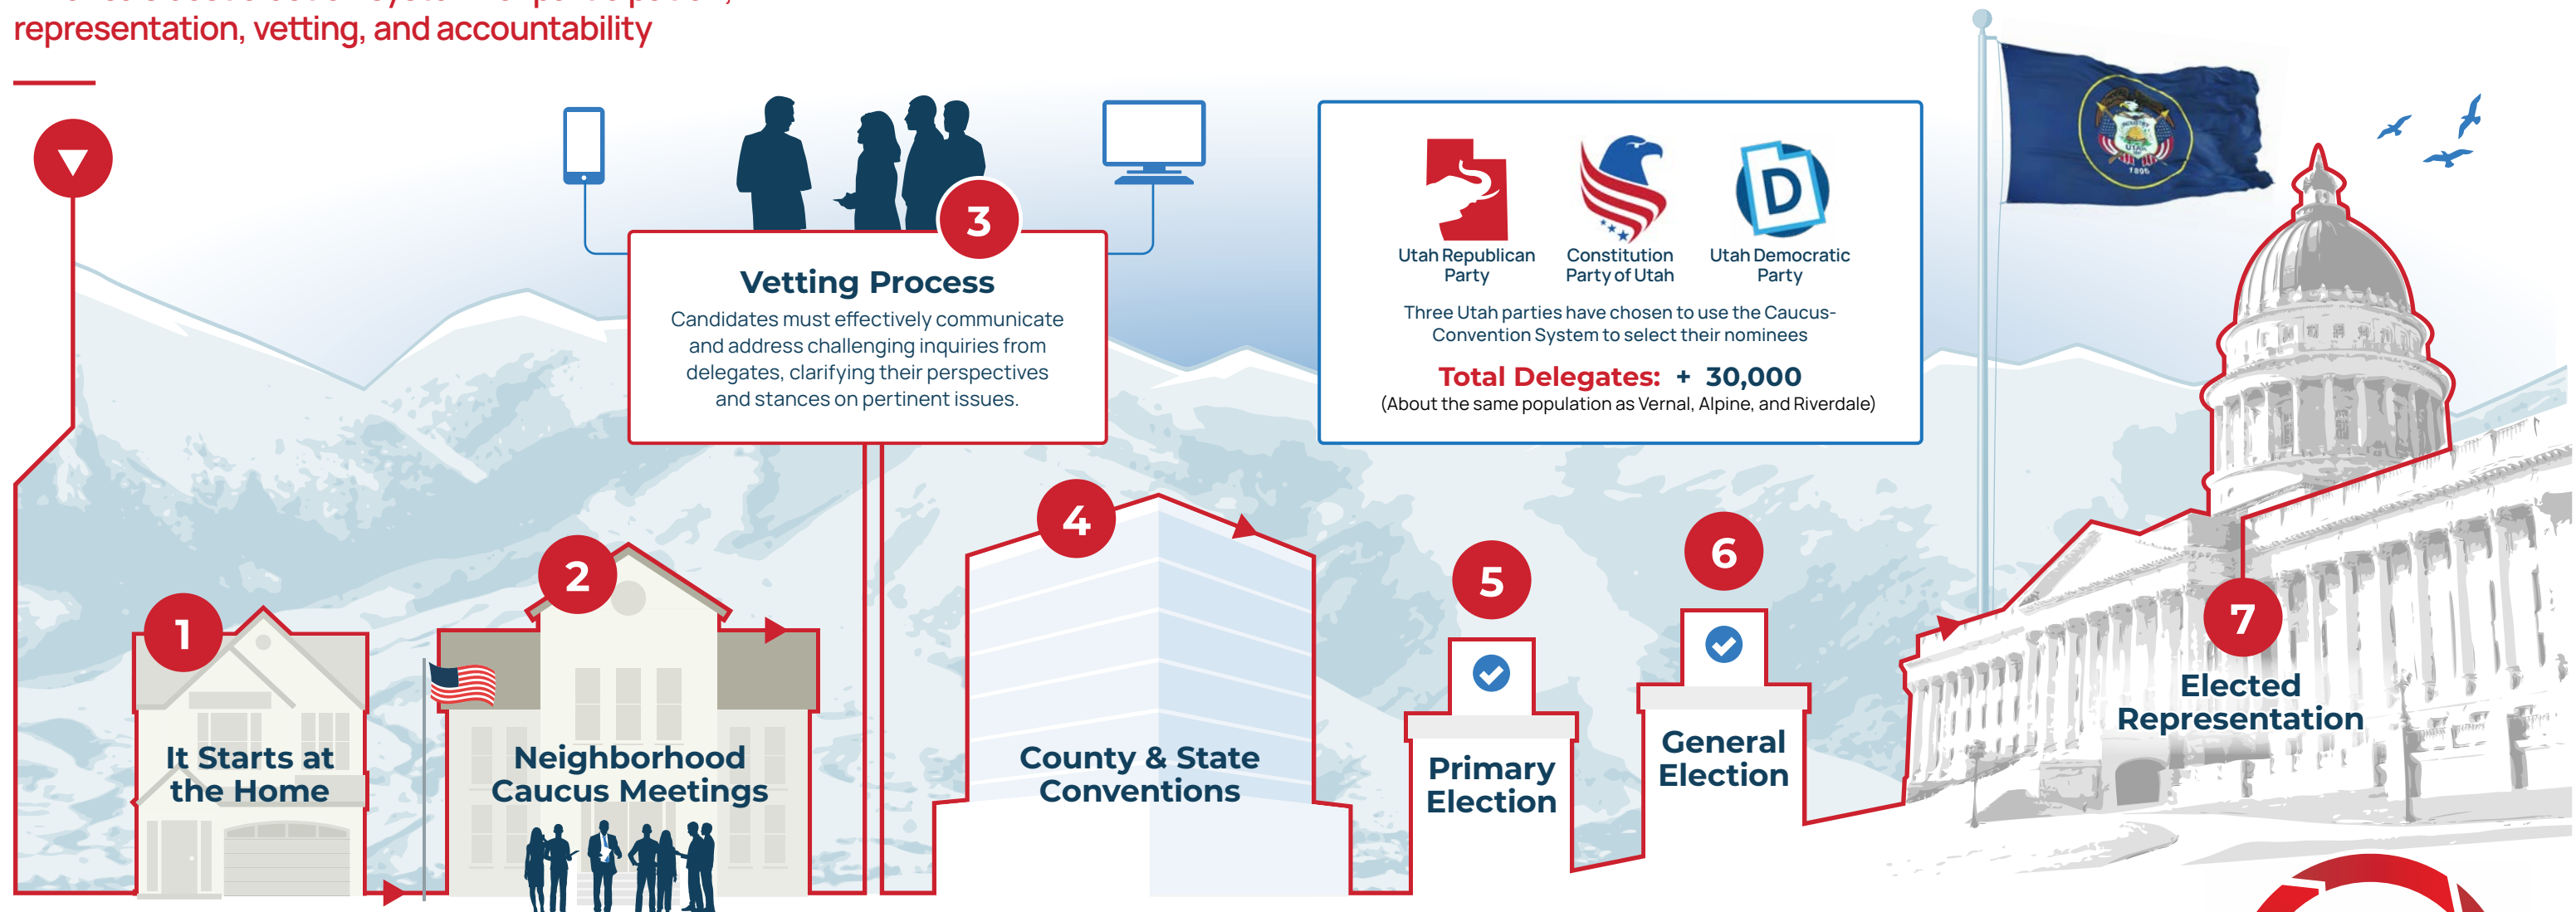 representation, vetting, and accountability
3
Vetting Process
Candidates must effectively communicate
and address challenging inquiries from
delegates, clarifying their perspectives
and stances on pertinent issues.
Utah Republican
Party
Constitution
Party of Utah
Utah Democratic
Party
D
Three Utah parties have chosen to use the Caucus-
Convention System to select their nominees
Total Delegates: + 30,000
(About the same population as Vernal, Alpine, and Riverdale)
INDUSTRY
UTAH
1896
1
It Starts at
the Home
2
Neighborhood
Caucus Meetings
4
County & State
Conventions
5
Primary
Election
6
General
Election
7
Elected
Representation